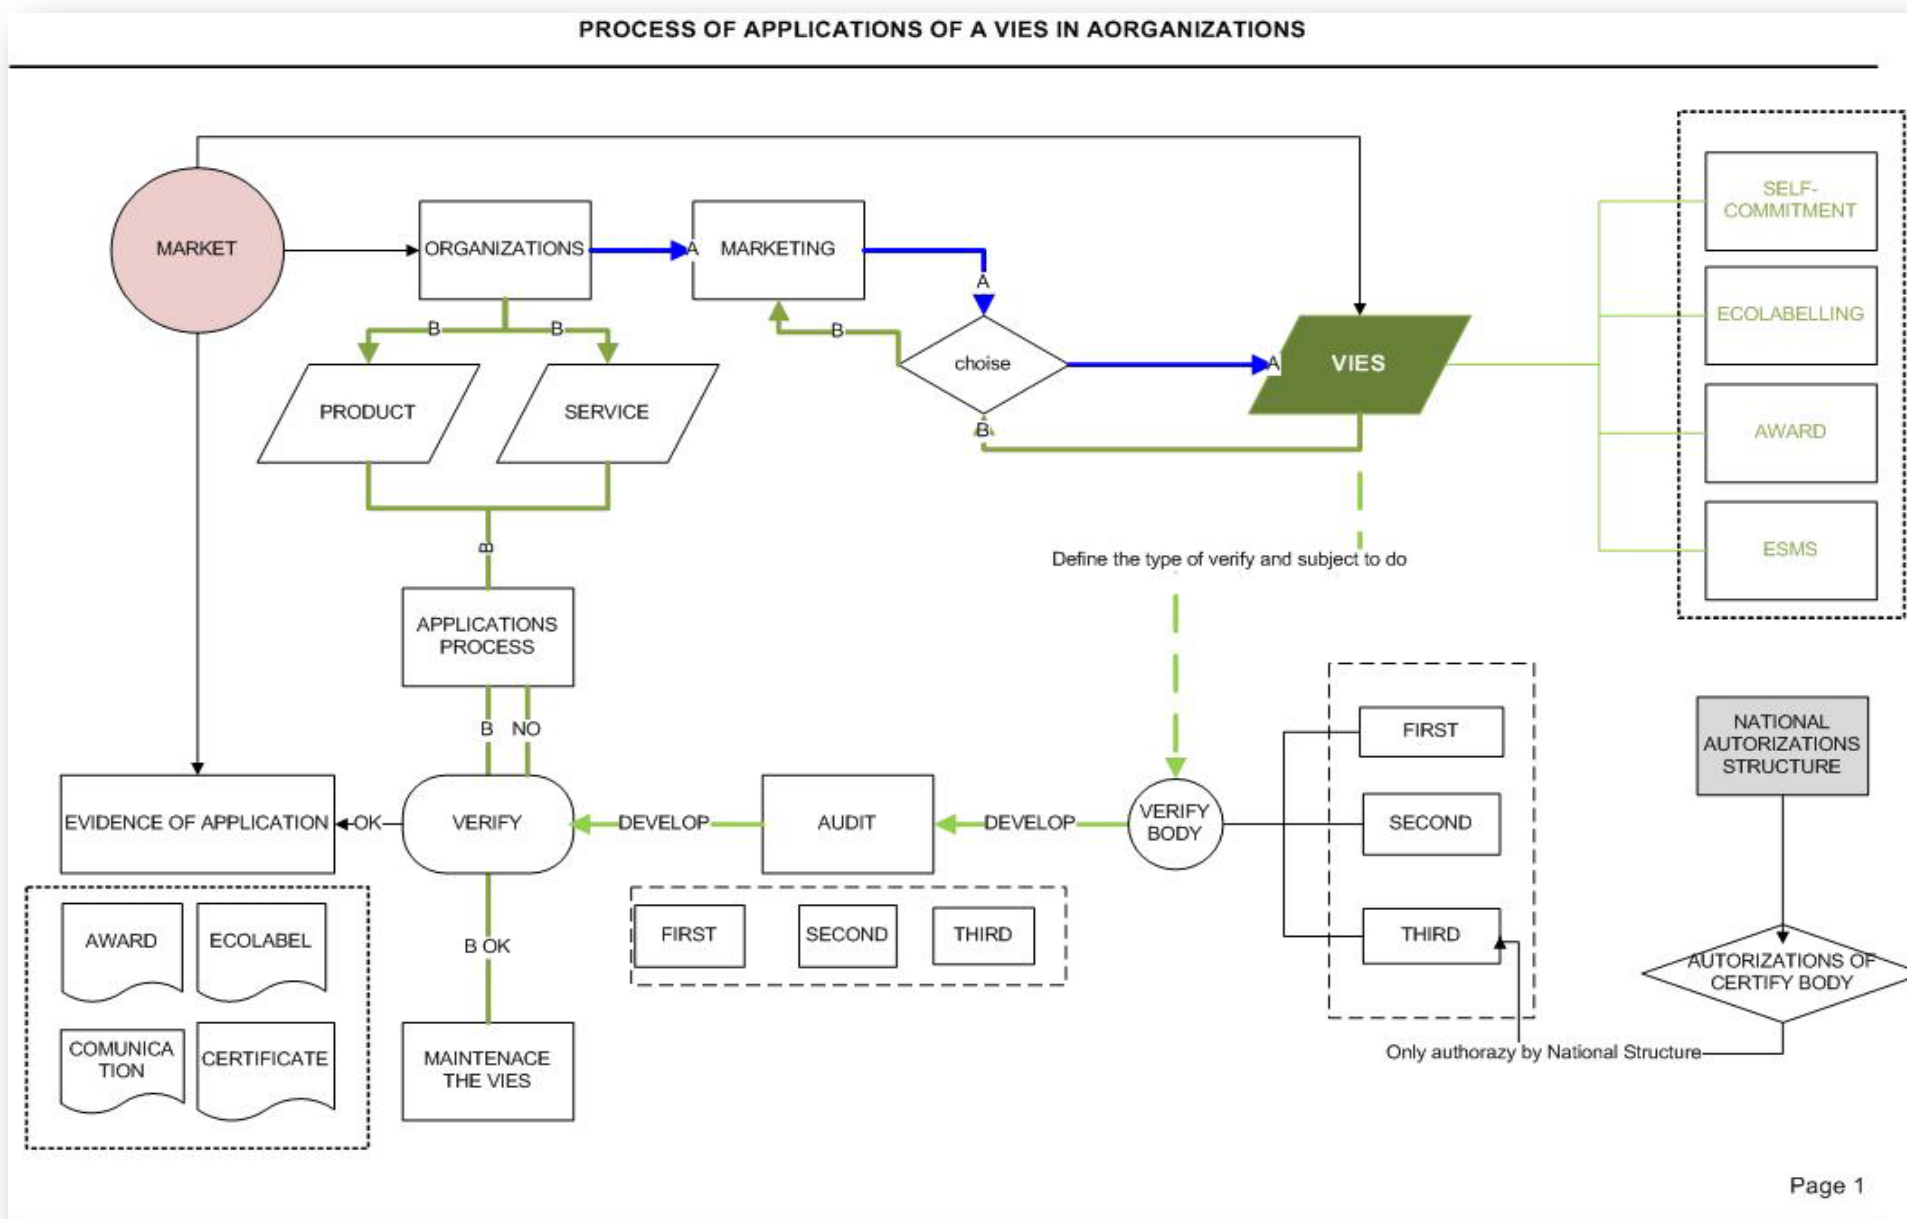 PROCESS OF APPLICATIONS OF A VIES IN AORGANIZATIONS
MARKET
ORGANIZATIONS
A
MARKETING
A
choise
A
VIES
B
B
B
B
PRODUCT
SERVICE
B
SELF-
COMMITMENT
ECOLABELLING
AWARD
ESMS
Define the type of verify and subject to do
APPLICATIONS
PROCESS
B
NO
EVIDENCE OF APPLICATION
OK
VERIFY
DEVELOP
AUDIT
DEVELOP
VERIFY
BODY
FIRST
SECOND
THIRD
NATIONAL
AUTORIZATIONS
STRUCTURE
AUTORIZATIONS OF
CERTIFY BODY
Only authorazy by National Structure
FIRST
SECOND
THIRD
B OK
MAINTENACE
THE VIES
AWARD
ECOLABEL
COMUNICA
TION
CERTIFICATE
Page 1